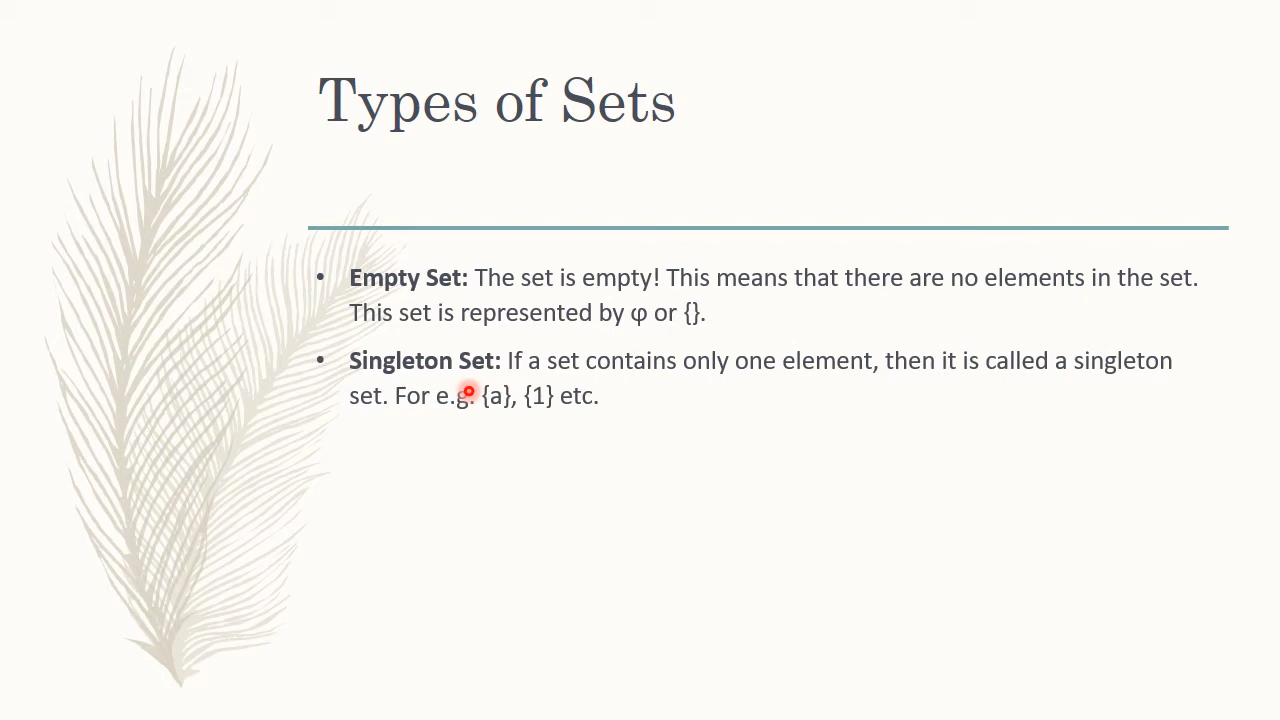 Types of Sets
• Empty Set: The set is empty! This means that there are no elements in the set.
This set is represented by φ or {}.
• Singleton Set: If a set contains only one element, then it is called a singleton
set. For e.g. {a}, {1} etc.